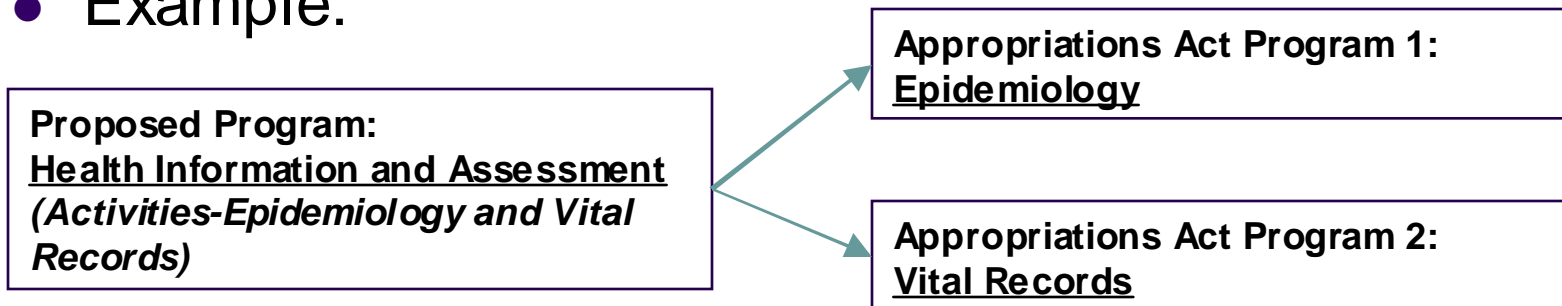 ● Example:
Proposed Program:
Health Information and Assessment
(Activities-Epidemiology and Vital
Records)
Appropriations Act Program 1:
Epidemiology
Appropriations Act Program 2:
Vital Records